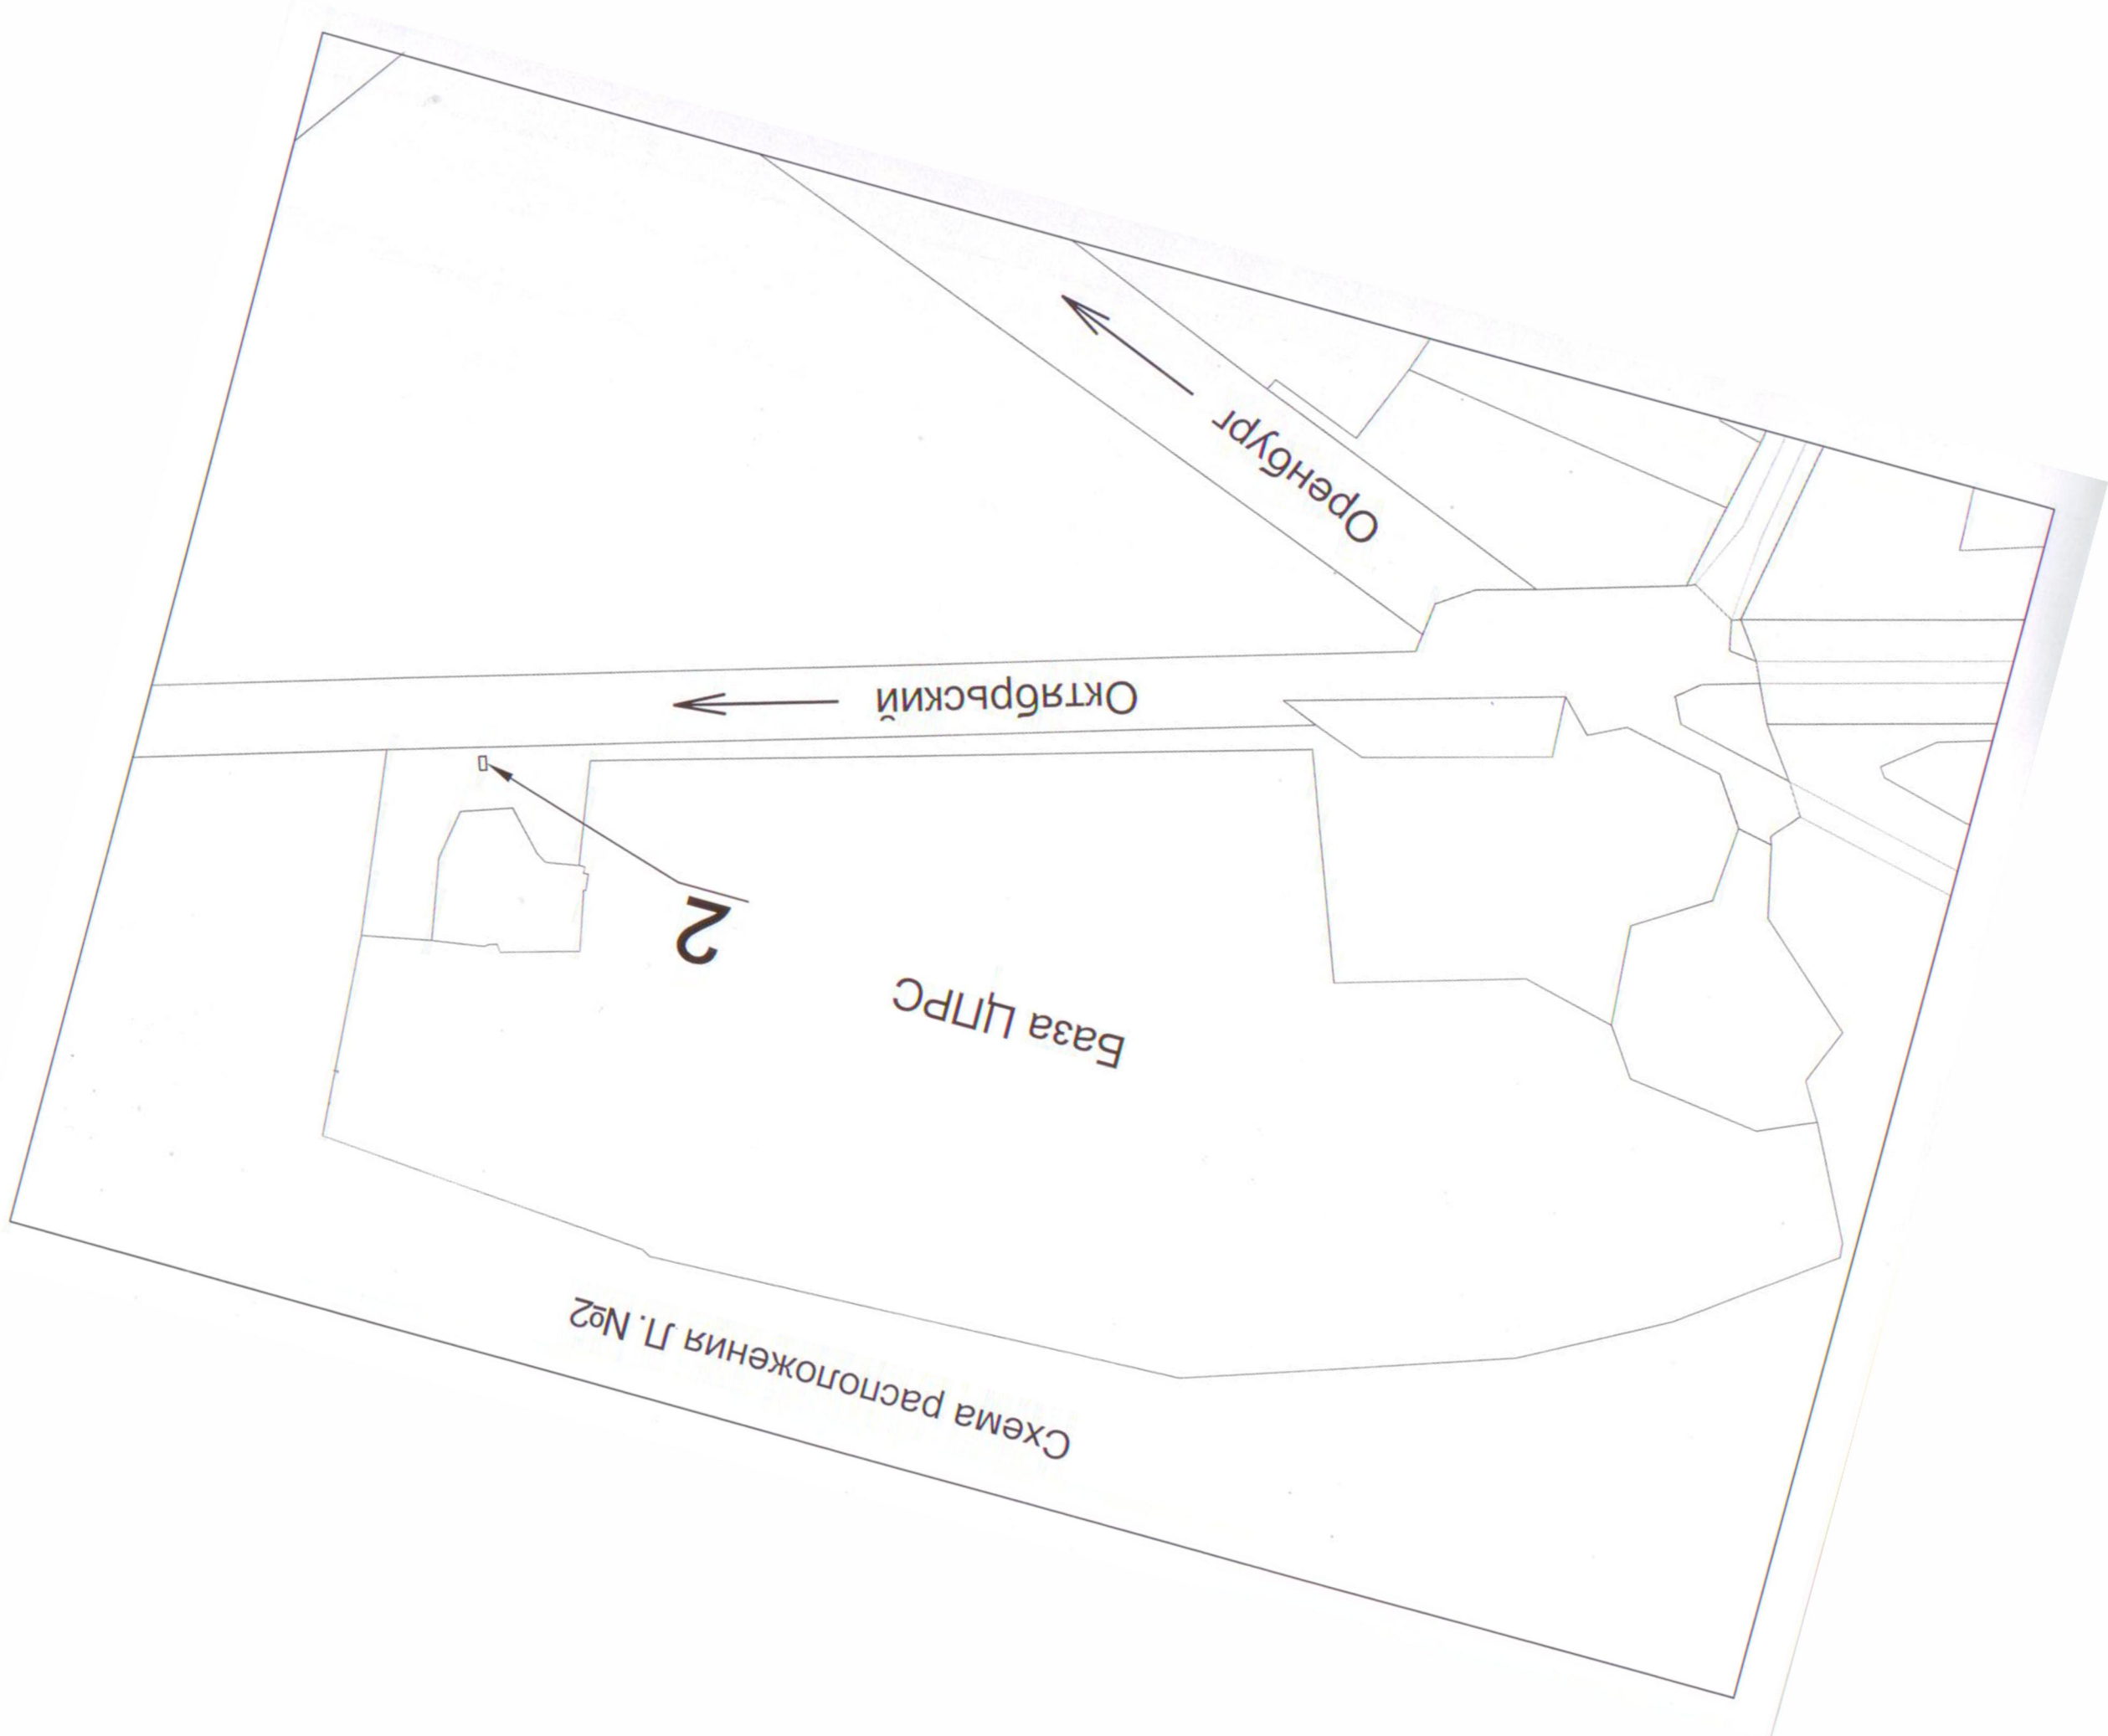 Схема расположения Л. №2
База ЦПРС
2
Октябрьский
Оренбург